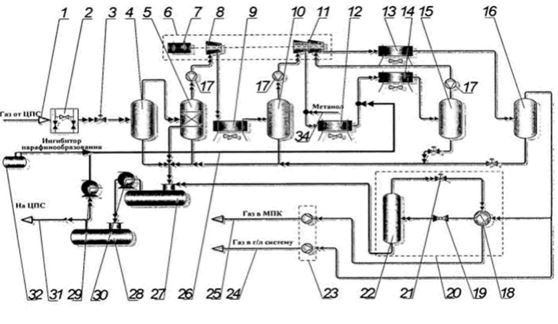 1 2 3 4 5 6 7 8 9 10 11 12 13 14 15 16
17 17 17
Газ от ЦПС
Метанол
34
Ингибитор
парафинообразования
На ЦПС
Газ в МПК
Газ в г/л систему
32 31 29 30 28 27 26 25 24 23 22 21 20 19 18